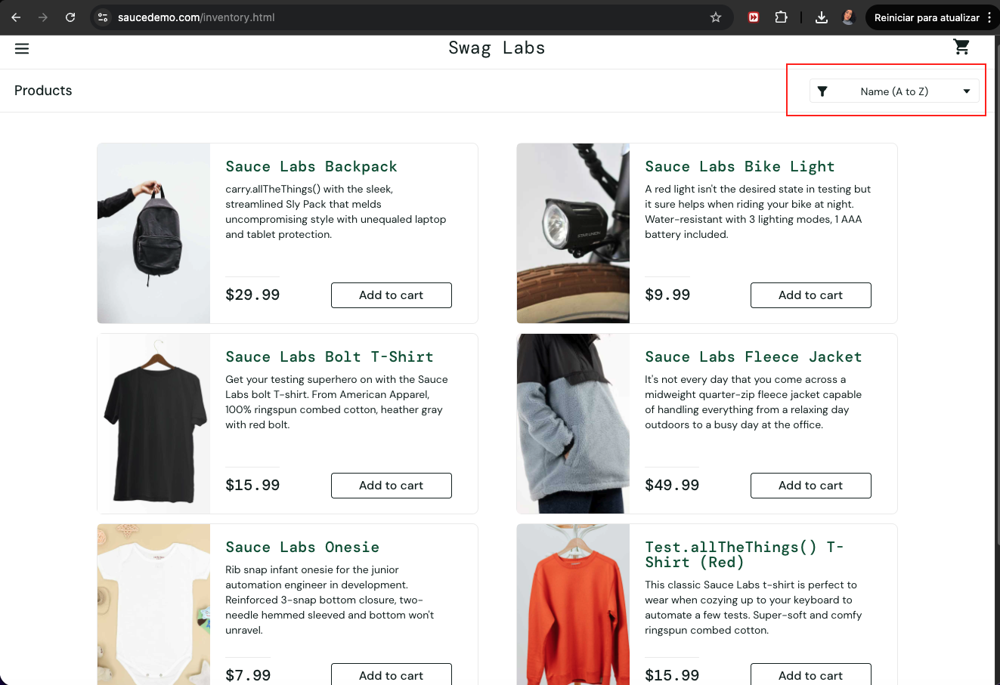 saucedemo.com/inventory.html
Reiniciar para atualizar
Swag Labs
Products
Name (A to Z)
Sauce Labs Backpack
carry.allTheThings() with the sleek,
streamlined Sly Pack that melds
uncompromising style with unequaled laptop
and tablet protection.
$29.99
Add to cart
Sauce Labs Bike Light
A red light isn't the desired state in testing but
it sure helps when riding your bike at night.
Water-resistant with 3 lighting modes, 1 AAA
battery included.
STAR UNION
$9.99
Add to cart
Sauce Labs Bolt T-Shirt
Get your testing superhero on with the Sauce
Labs bolt T-shirt. From American Apparel,
100% ringspun combed cotton, heather gray
with red bolt.
$15.99
Add to cart
Sauce Labs Fleece Jacket
It's not every day that you come across a
midweight quarter-zip fleece jacket capable
of handling everything from a relaxing day
outdoors to a busy day at the office.
$49.99
Add to cart
Sauce Labs Onesie
Rib snap infant onesie for the junior
automation engineer in development.
Reinforced 3-snap bottom closure, two-
needle hemmed sleeved and bottom won't
unravel.
$7.99
Add to cart
Test.allTheThings() T-
Shirt (Red)
This classic Sauce Labs t-shirt is perfect to
wear when cozying up to your keyboard to
automate a few tests. Super-soft and comfy
ringspun combed cotton.
$15.99
Add to cart